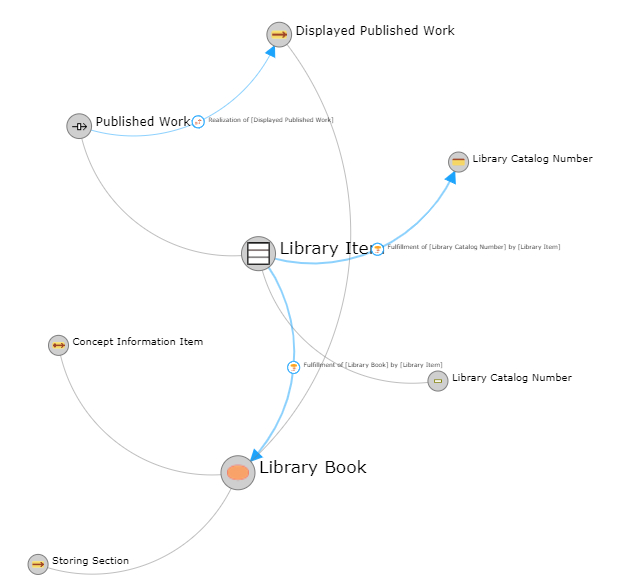 Displayed Published Work
Published Work
Realization of [Displayed Published Work]
Library Catalog Number
Library Item
Fulfillment of [Library Catalog Number] by [Library Item]
Concept Information Item
Fulfillment of [Library Book] by [Library Item]
Library Catalog Number
Library Book
Storing Section